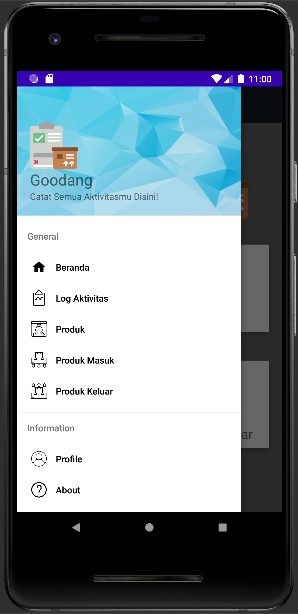 11:00
Goodang
Catat Semua Aktivitasmu Disini!
General
Beranda
Log Aktivitas
Produk
Produk Masuk
Produk Keluar
ar
Information
Profile
About